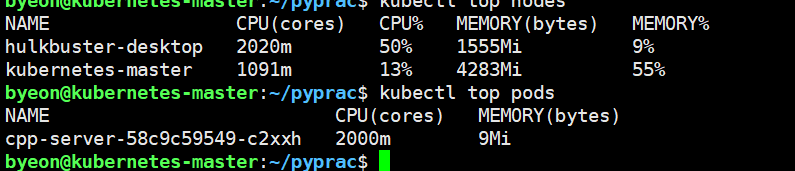 byeon@kubernetes-master:~/pyprac$ kubectl top nodes
NAME CPU(cores) CPU% MEMORY(bytes) MEMORY%
hulkbuster-desktop 2020m 50% 1555Mi 9%
kubernetes-master 1091m 13% 4283Mi 55%
byeon@kubernetes-master:~/pyprac$ kubectl top pods
NAME CPU(cores) MEMORY(bytes)
cpp-server-58c9c59549-c2xxh 2000m 9Mi
byeon@kubernetes-master:~/pyprac$